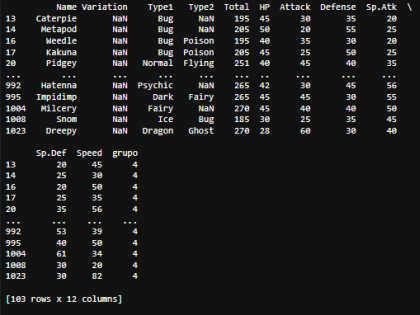 Name Variation Type1 Type2 Total HP Attack Defense Sp.Atk \
13 Caterpie NaN Bug NaN 195 45 30 35 20
14 Metapod NaN Bug NaN 205 50 20 55 25
16 Weedle NaN Bug Poison 195 40 35 30 20
17 Kakuna NaN Bug Poison 205 45 25 50 25
20 Pidgey NaN Normal Flying 251 40 45 40 35
... ... ... ... ... ... .. ... ... ...
992 Hatenna NaN Psychic NaN 265 42 30 45 56
995 Impidimp NaN Dark Fairy 265 45 45 30 55
1004 Milcery NaN Fairy NaN 270 45 40 40 50
1008 Snom NaN Ice Bug 185 30 25 35 45
1023 Dreepy NaN Dragon Ghost 270 28 60 30 40
Sp.Def Speed grupo
13 20 45 4
14 25 30 4
16 20 50 4
17 25 35 4
20 35 56 4
... ... ... ...
992 53 39 4
995 40 50 4
1004 61 34 4
1008 30 20 4
1023 30 82 4
[103 rows x 12 columns]